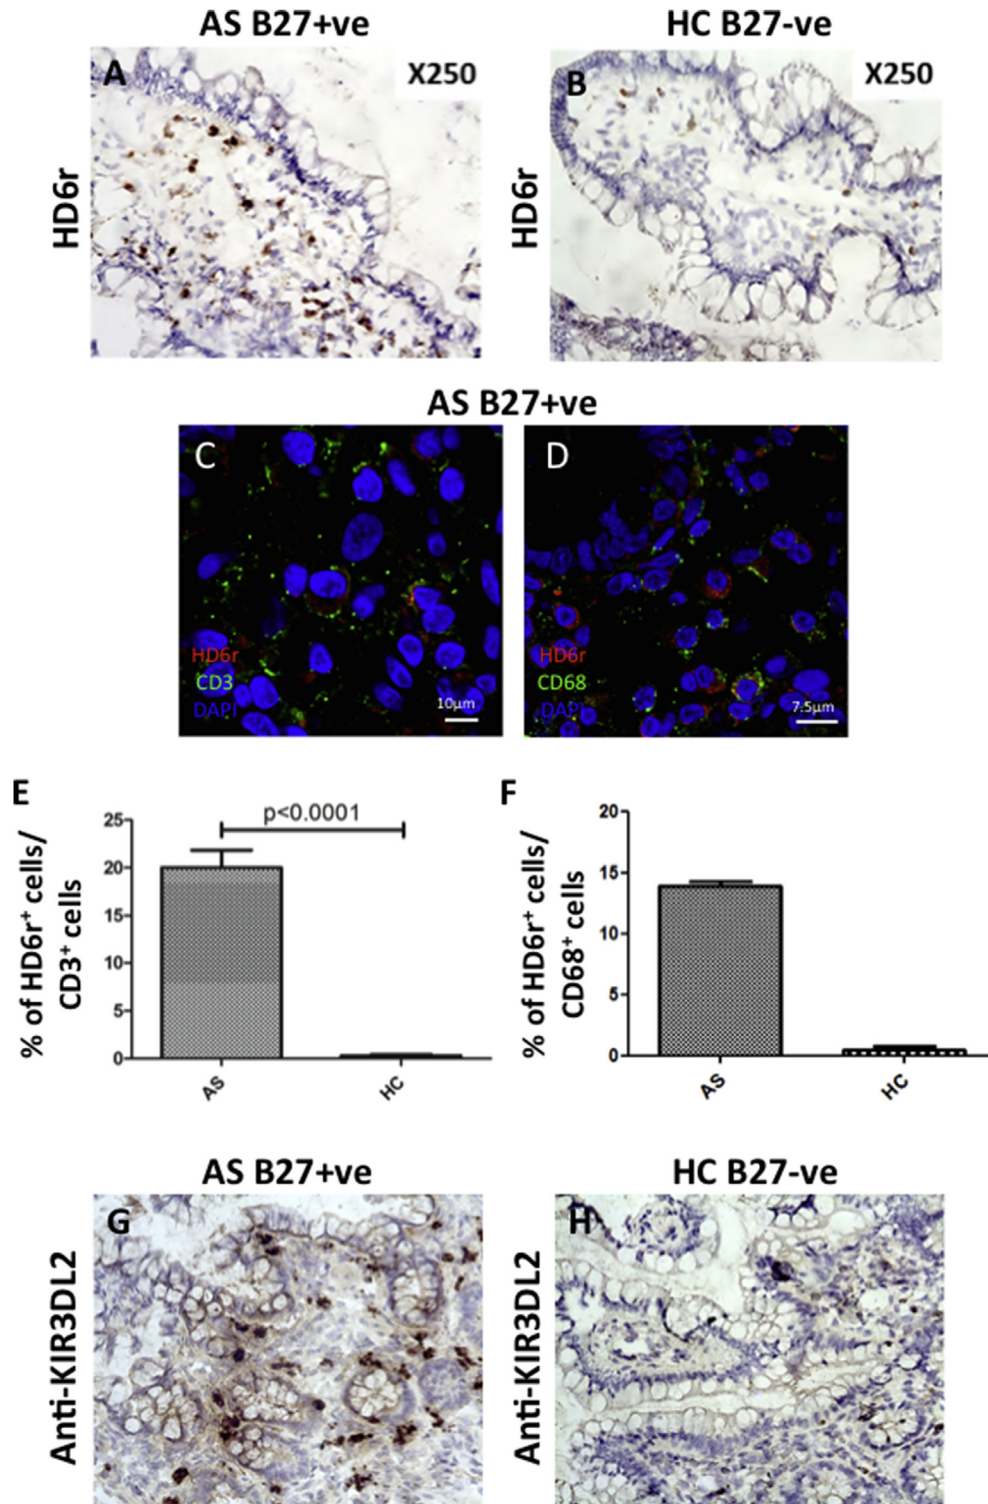 AS B27+ve
HC B27-ve
A
X250
B
X250
HD6r
HD6r
AS B27+ve
C
D
HD6r
CD3
DAPI
10µm
HD6r
CD68
DAPI
7.5µm
E
F
p<0.0001
% of HD6r⁺ cells/
CD3⁺ cells
25
20
15
10
5
0
AS
HC
% of HD6r⁺ cells/
CD68⁺ cells
20
15
10
5
0
AS
HC
AS B27+ve
HC B27-ve
G
H
Anti-KIR3DL2
Anti-KIR3DL2